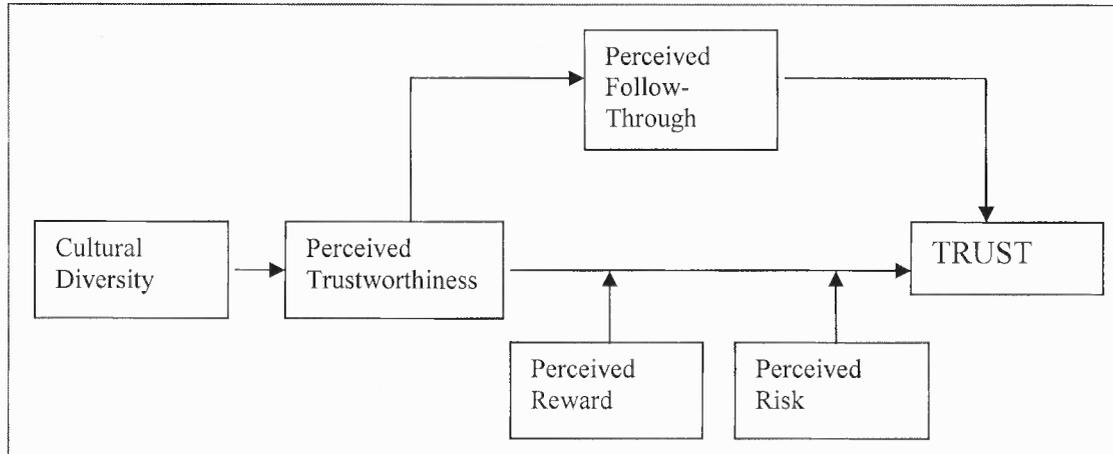 Perceived
Follow-
Through
Cultural
Diversity
Perceived
Trustworthiness
TRUST
Perceived
Reward
Perceived
Risk